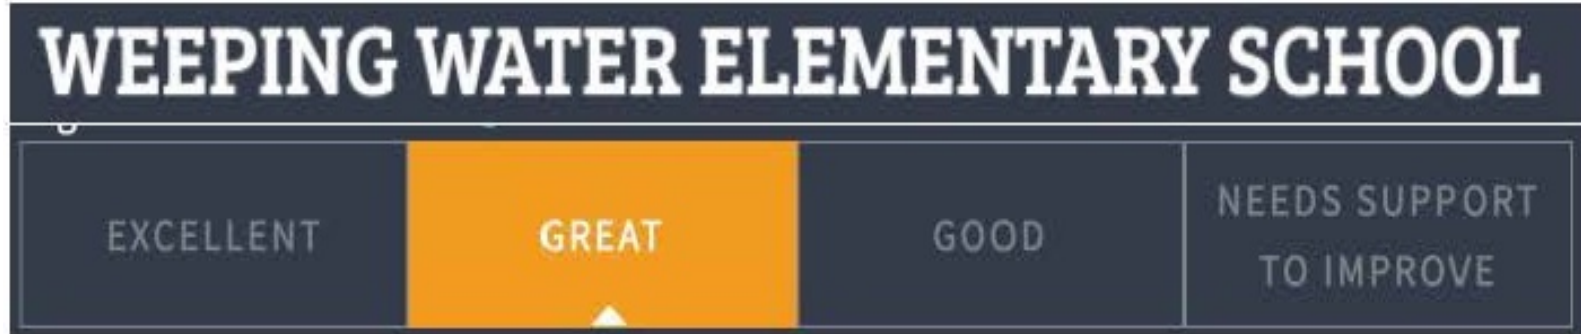 WEEPING WATER ELEMENTARY SCHOOL
EXCELLENT
GREAT
GOOD
NEEDS SUPPORT
TO IMPROVE